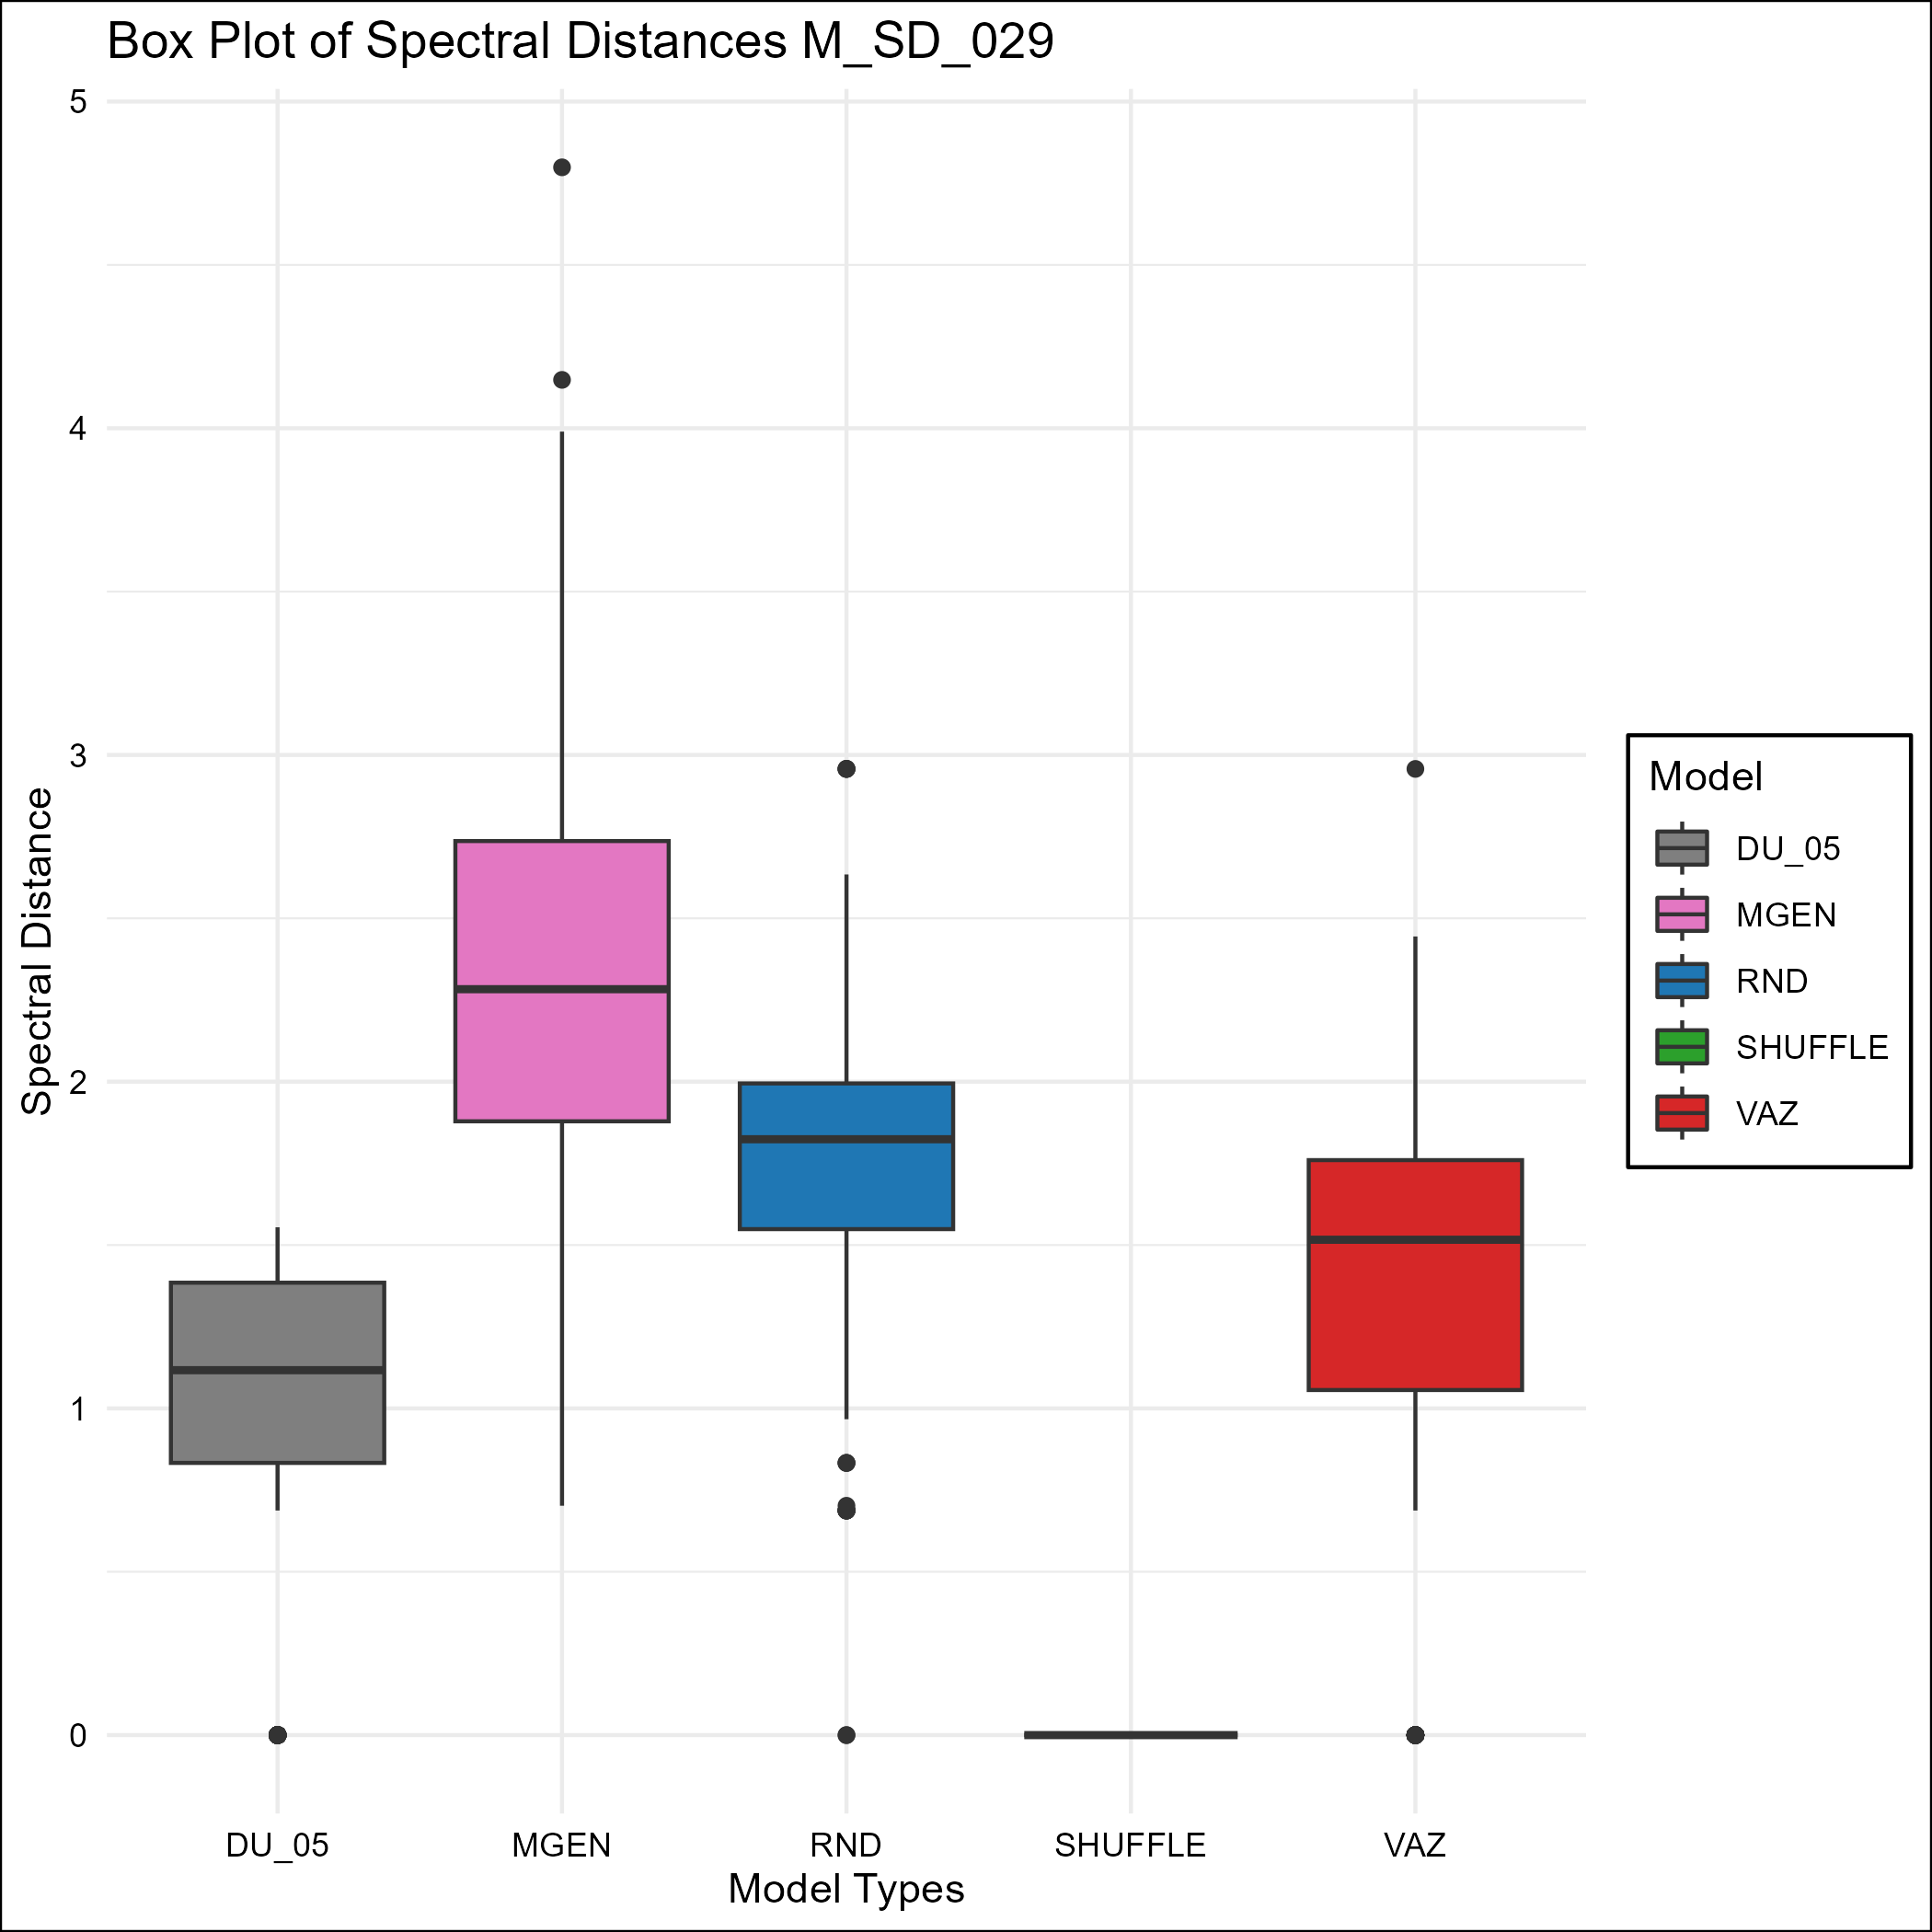 Box Plot of Spectral Distances M_SD_029
5
4
3
2
1
0
Spectral Distance
DU_05
MGEN
RND
SHUFFLE
VAZ
Model Types
Model
DU_05
MGEN
RND
SHUFFLE
VAZ